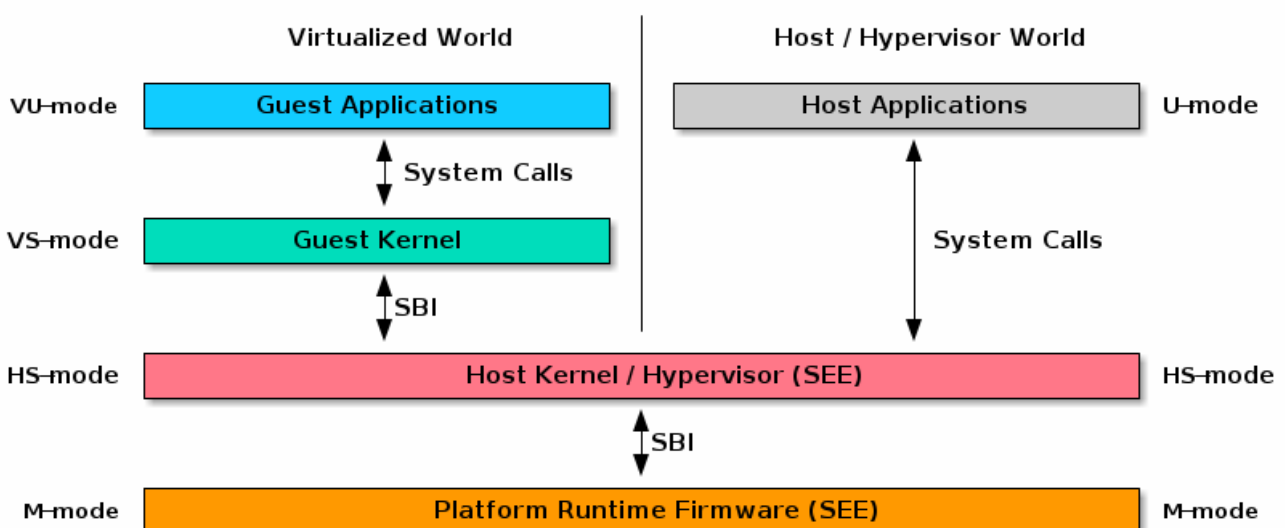 Virtualized World
Host / Hypervisor World
VU-mode
Guest Applications
Host Applications
U-mode
System Calls
VS-mode
Guest Kernel
System Calls
SBI
HS-mode
Host Kernel / Hypervisor (SEE)
HS-mode
SBI
M-mode
Platform Runtime Firmware (SEE)
M-mode